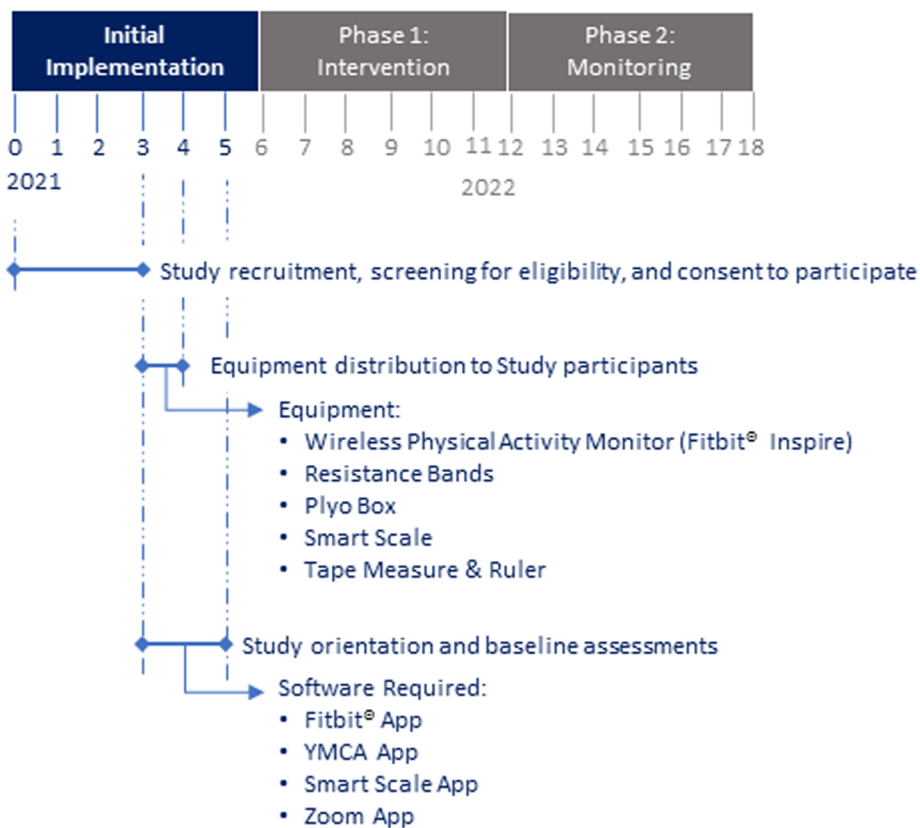 Initial Implementation
Phase 1: Intervention
Phase 2: Monitoring
0 1 2 3 4 5 6 7 8 9 10 11 12 13 14 15 16 17 18
2021
2022
Study recruitment, screening for eligibility, and consent to participate
Equipment distribution to Study participants
Equipment:
• Wireless Physical Activity Monitor (Fitbit® Inspire)
• Resistance Bands
• Plyo Box
• Smart Scale
• Tape Measure & Ruler
Study orientation and baseline assessments
Software Required:
• Fitbit® App
• YMCA App
• Smart Scale App
• Zoom App